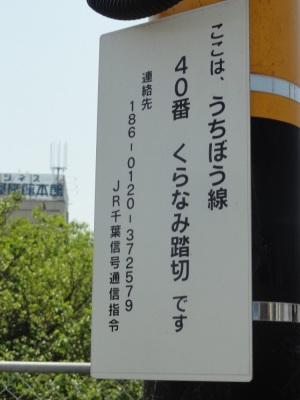 ここは、うちぼう線
40番 くらなみ踏切 です
連絡先
186-0120-372579
JR千葉信号通信指令